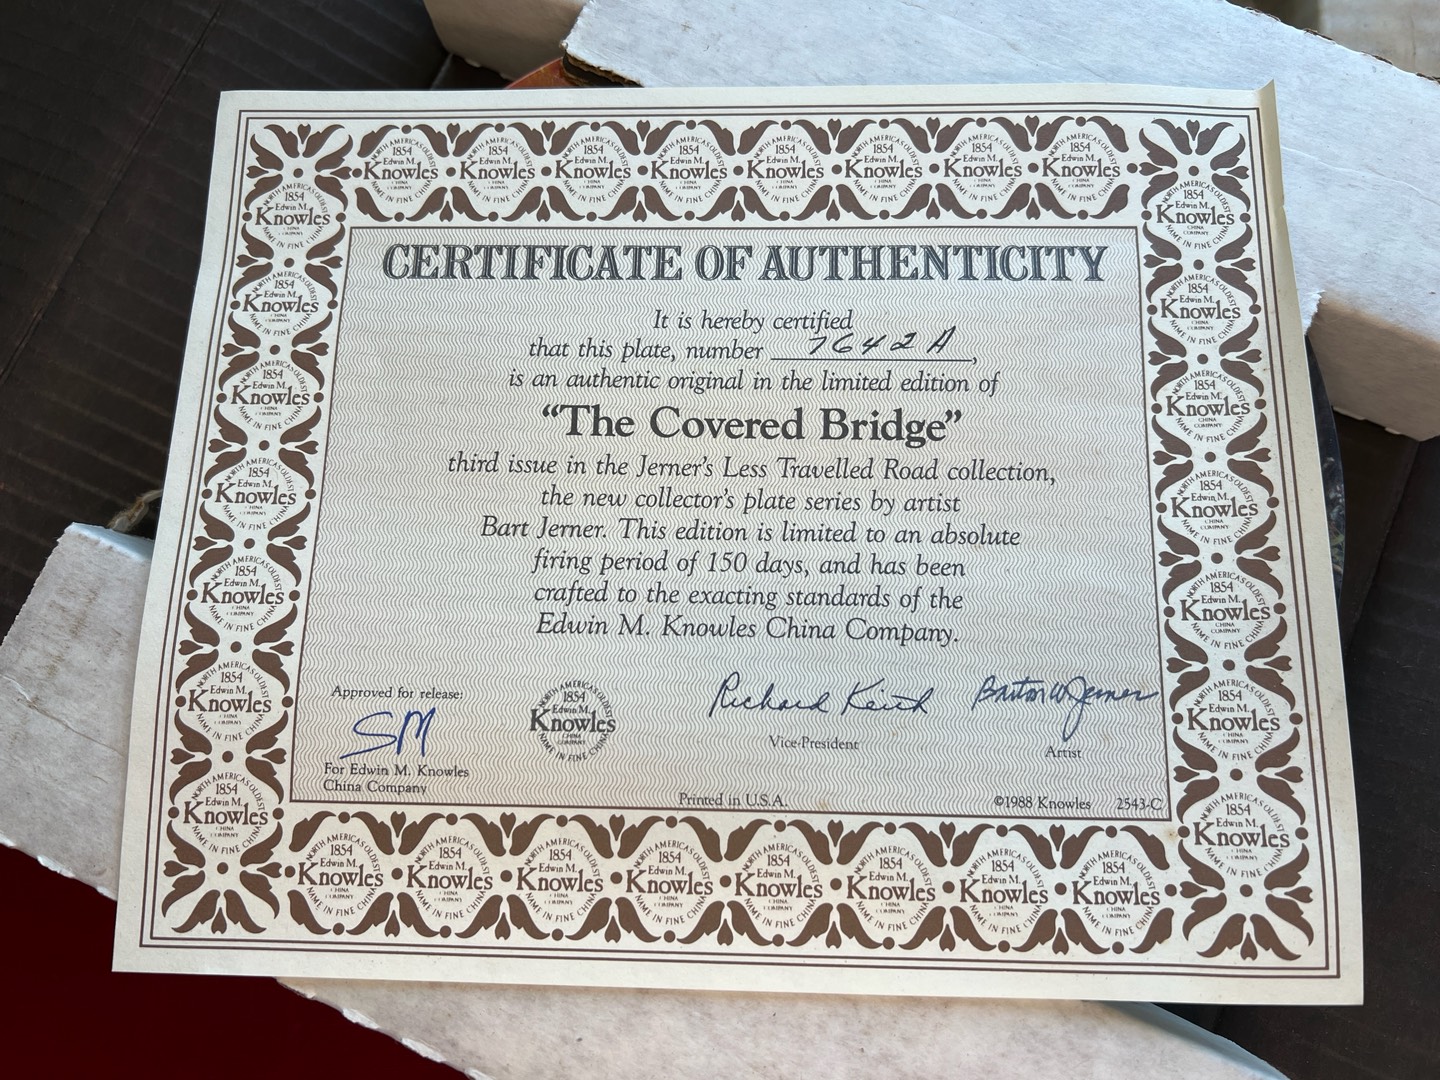 CERTIFICATE OF AUTHENTICITY
It is hereby certified
that this plate, number 7642A,
is an authentic original in the limited edition of
“The Covered Bridge”
third issue in the Jerner's Less Travelled Road collection,
the new collector's plate series by artist
Bart Jerner. This edition is limited to an absolute
firing period of 150 days, and has been
crafted to the exacting standards of the
Edwin M. Knowles China Company.
Approved for release:
SM
For Edwin M. Knowles
China Company
NORTH AMERICA'S OLDEST
1854
Edwin M.
Knowles
CHINA
COMPANY
NAME IN FINE CHINA
Richard Keith
Vice-President
Barton W Jerner
Artist
Printed in U.S.A.
©1988 Knowles 2543-C